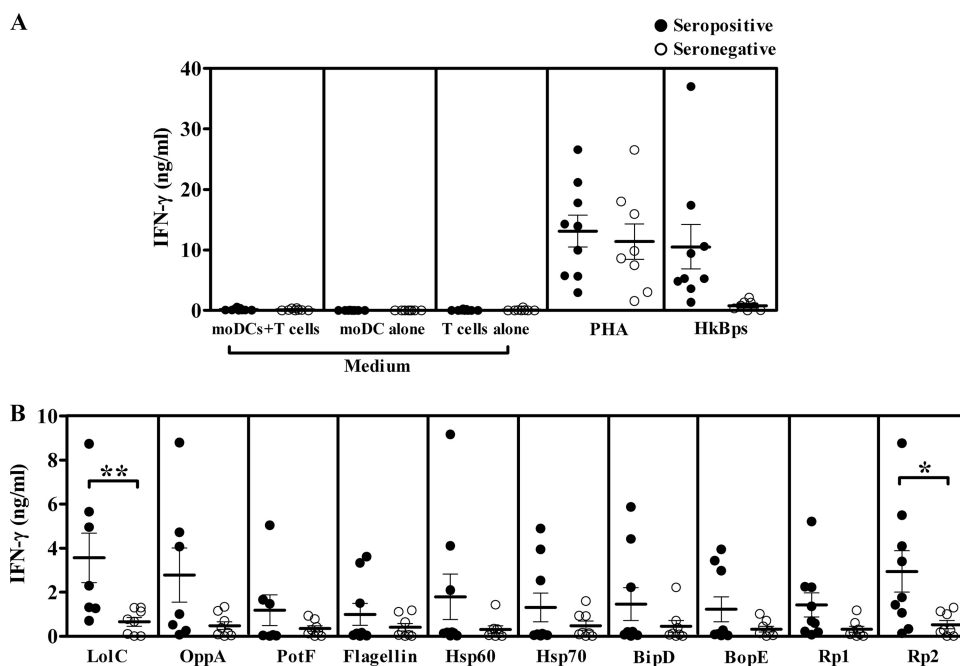 A
Seropositive
Seronegative
IFN-γ (ng/ml)
40
30
20
10
0
moDCs+T cells moDC alone T cells alone PHA HkBps
Medium
B
IFN-γ (ng/ml)
10
8
6
4
2
0
** *
LolC OppA PotF Flagellin Hsp60 Hsp70 BipD BopE Rp1 Rp2